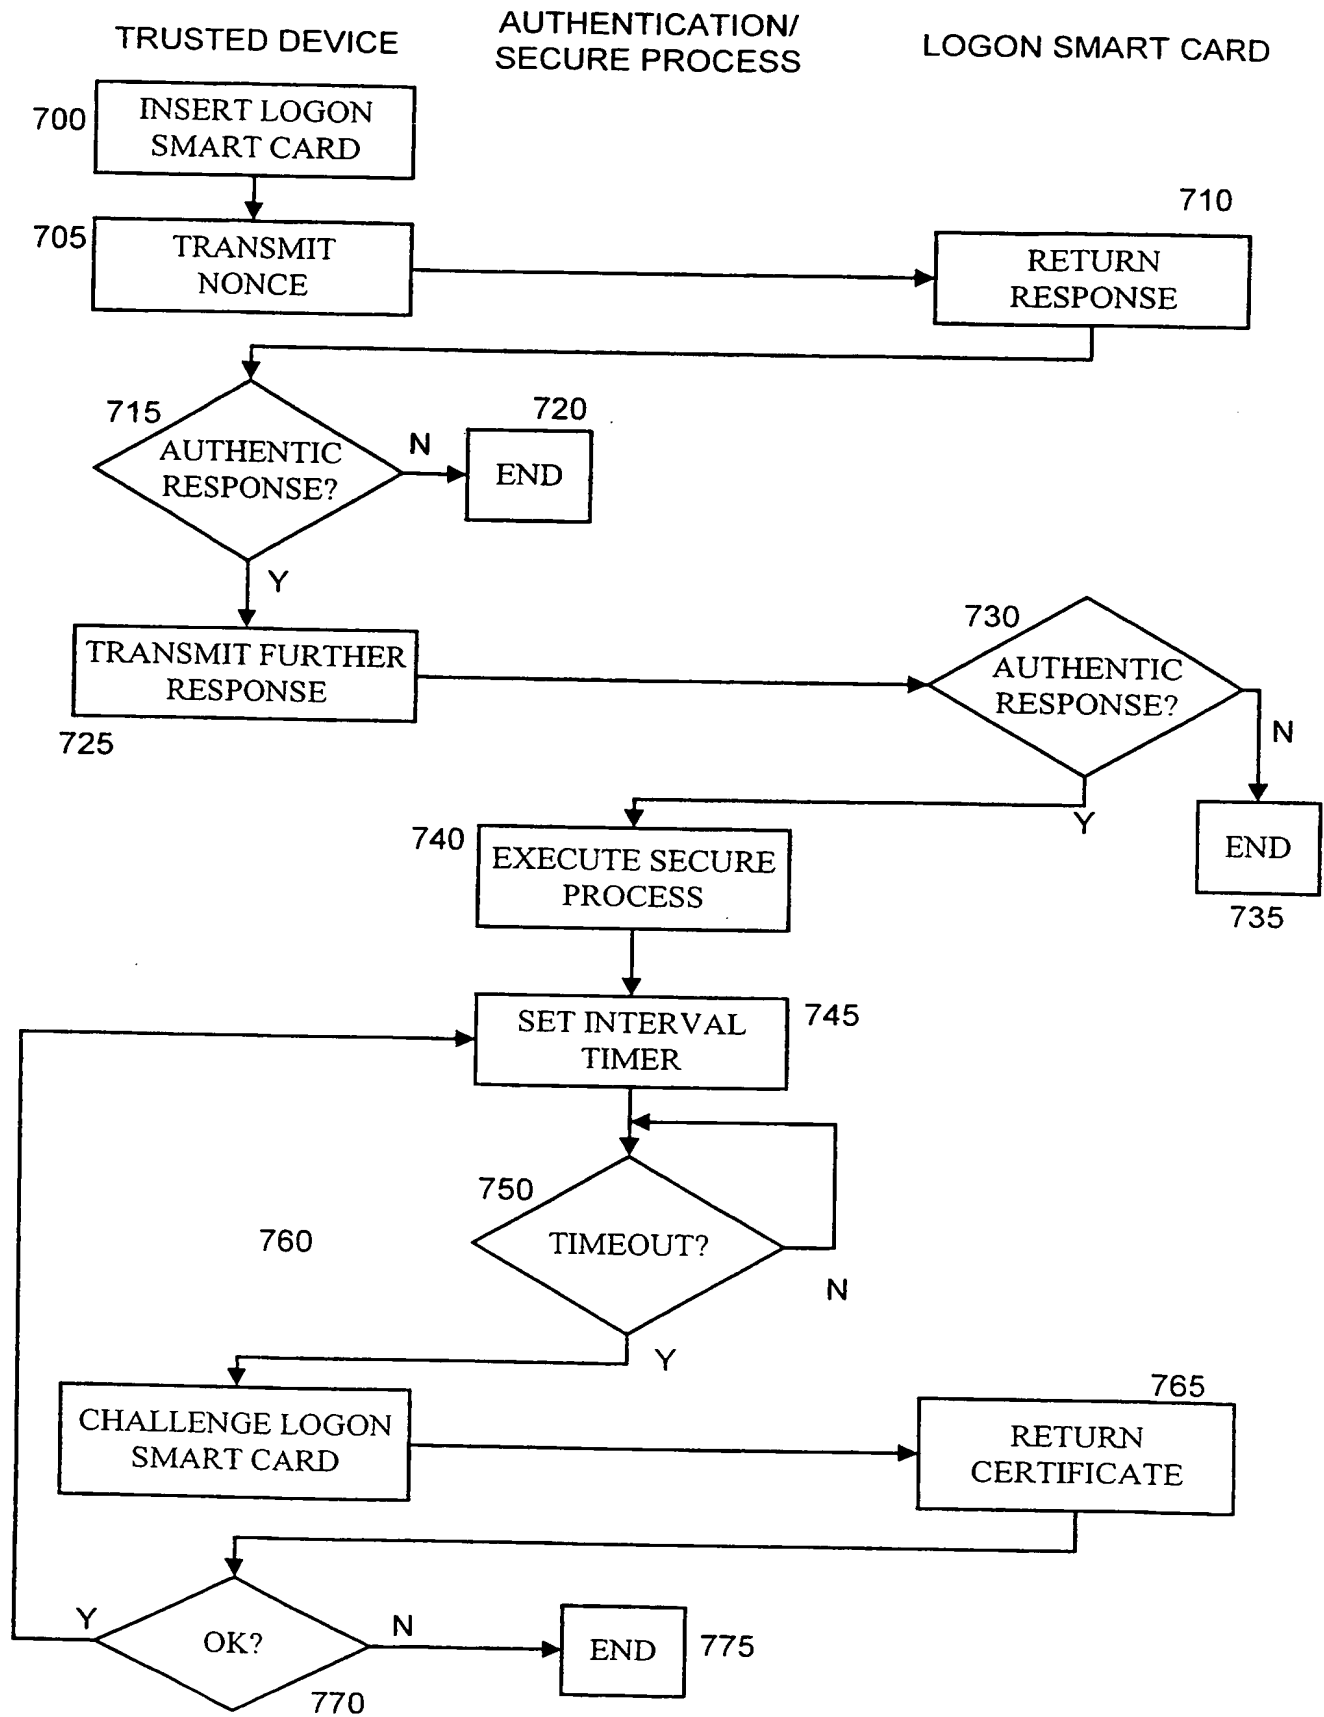 TRUSTED DEVICE
AUTHENTICATION/
SECURE PROCESS
LOGON SMART CARD
700
INSERT LOGON
SMART CARD
705
TRANSMIT
NONCE
710
RETURN
RESPONSE
715
AUTHENTIC
RESPONSE?
N
720
END
Y
TRANSMIT FURTHER
RESPONSE
725
730
AUTHENTIC
RESPONSE?
N
Y
END
735
740
EXECUTE SECURE
PROCESS
SET INTERVAL
TIMER
745
750
TIMEOUT?
N
Y
760
CHALLENGE LOGON
SMART CARD
765
RETURN
CERTIFICATE
Y
OK?
N
770
END
775